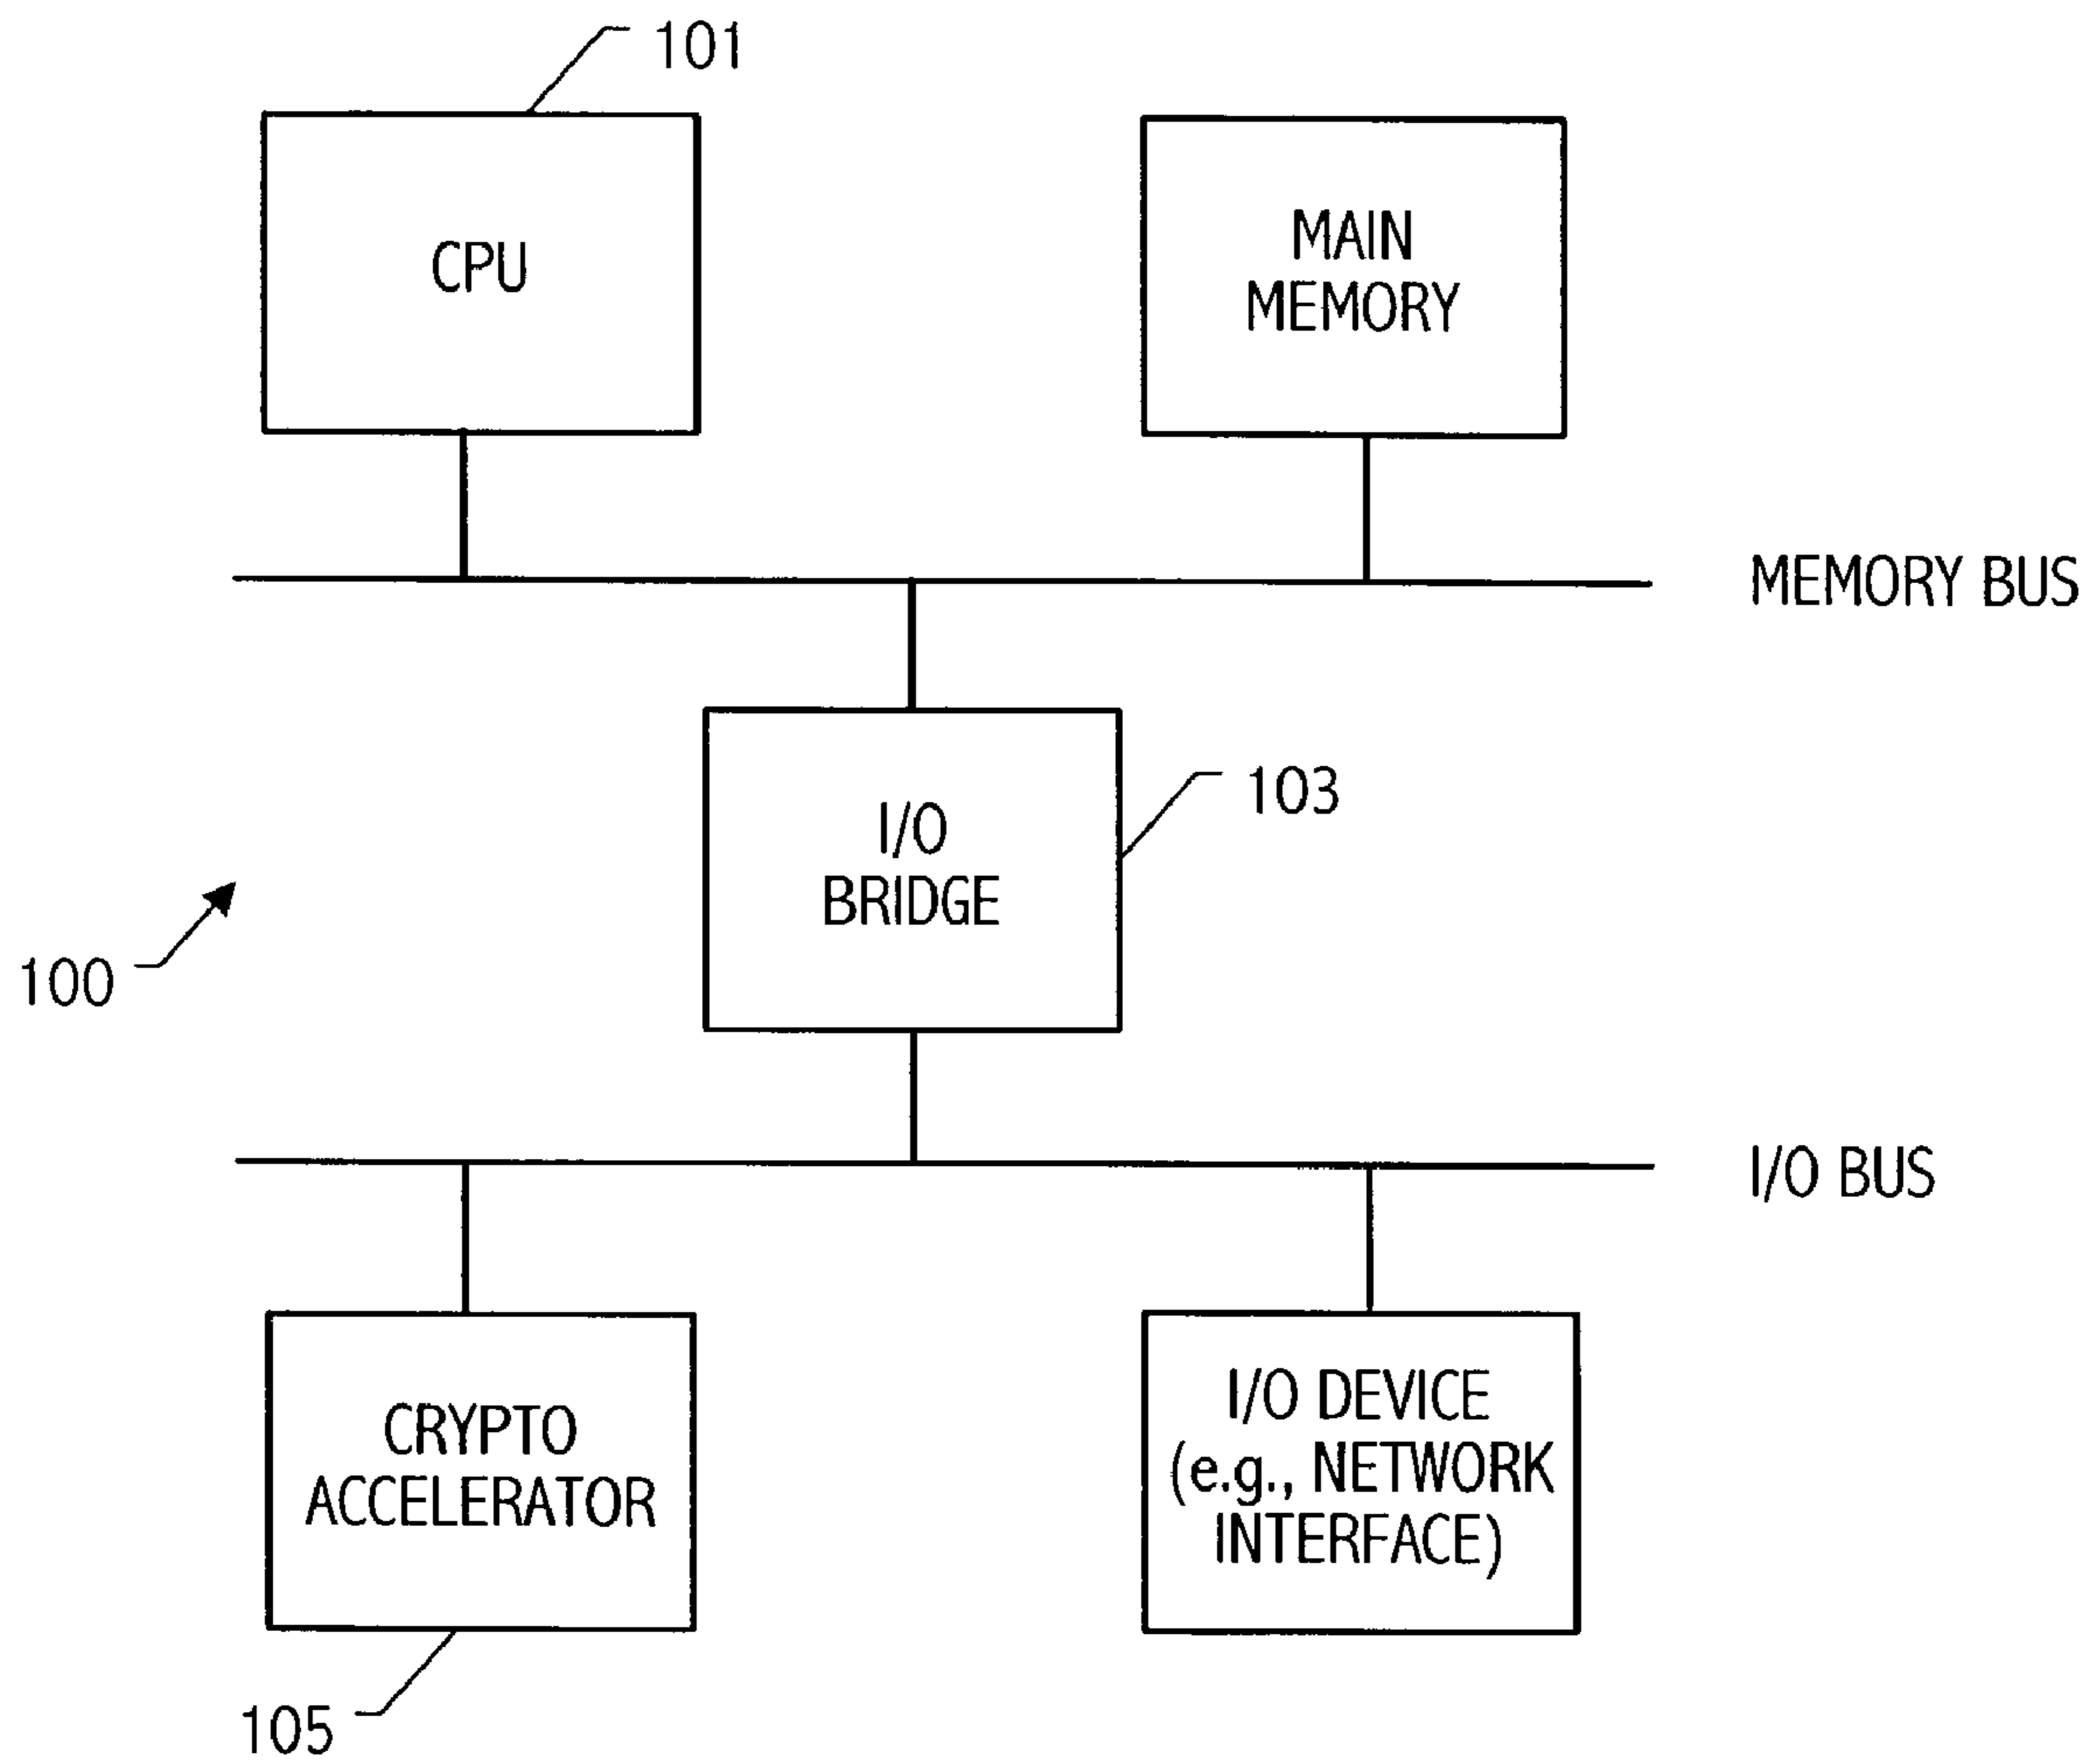 101
CPU
MAIN
MEMORY
MEMORY BUS
103
I/O
BRIDGE
100
I/O BUS
CRYPTO
ACCELERATOR
I/O DEVICE
(e.g., NETWORK
INTERFACE)
105